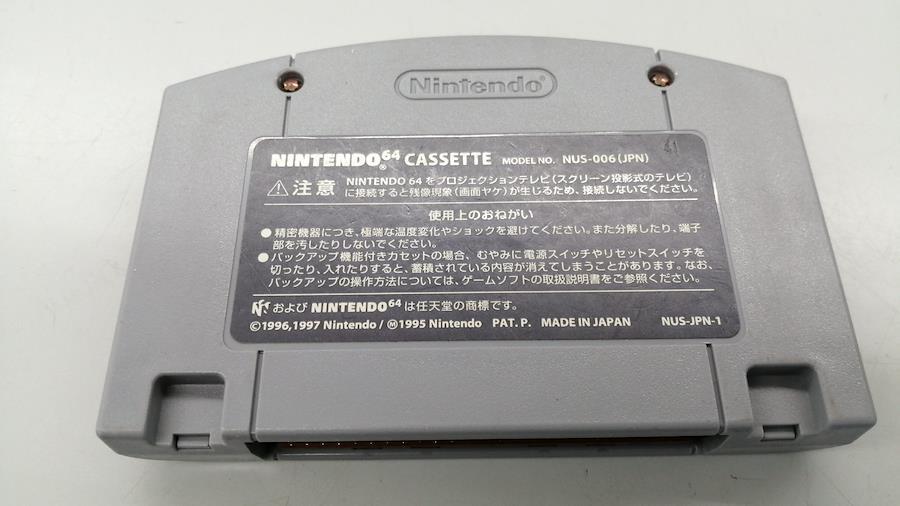 Nintendo®
NINTENDO64® CASSETTE MODEL NO. NUS-006(JPN) 41
⚠注意 NINTENDO 64 をプロジェクションテレビ(スクリーン投影式のテレビ)
に接続すると残像現象(画面ヤケ)が生じるため、接続しないでください。
使用上のおねがい
●精密機器につき、極端な温度変化やショックを避けてください。また分解したり、端子
部を汚したりしないでください。
●バックアップ機能付きカセットの場合、むやみに電源スイッチやリセットスイッチを
切ったり、入れたりすると、蓄積されている内容が消えてしまうことがあります。なお、
バックアップの操作方法については、ゲームソフトの取扱説明書をご参照ください。
および NINTENDO64 は任天堂の商標です。
©1996,1997 Nintendo / Ⓜ1995 Nintendo PAT. P. MADE IN JAPAN NUS-JPN-1